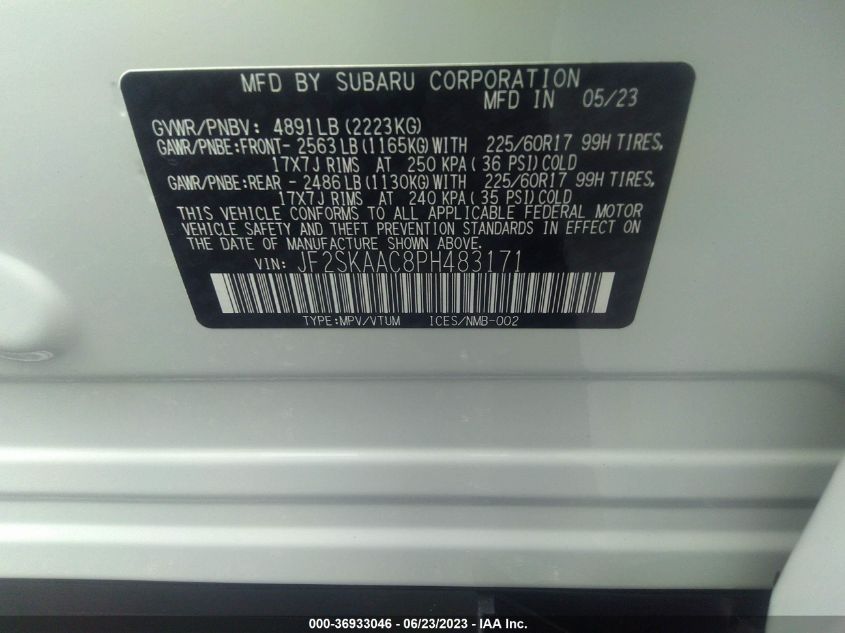 MFD BY SUBARU CORPORATION
MFD IN 05/23
GVWR/PNBV: 4891LB(2223KG)
GAWR/PNBE:FRONT- 2563LB(1165KG)WITH 225/60R17 99H TIRES,
17X7J RIMS AT 250 KPA( 36 PSI)COLD
GAWR/PNBE:REAR - 2486LB(1130KG)WITH 225/60R17 99H TIRES,
17X7J RIMS AT 240 KPA( 35 PSI)COLD
THIS VEHICLE CONFORMS TO ALL APPLICABLE FEDERAL MOTOR
VEHICLE SAFETY AND THEFT PREVENTION STANDARDS IN EFFECT ON
THE DATE OF MANUFACTURE SHOWN ABOVE.
VIN: JF2SKAAC8PH483171
TYPE:MPV/VTUM ICES/NMB-002
000-36933046 - 06/23/2023 - IAA Inc.